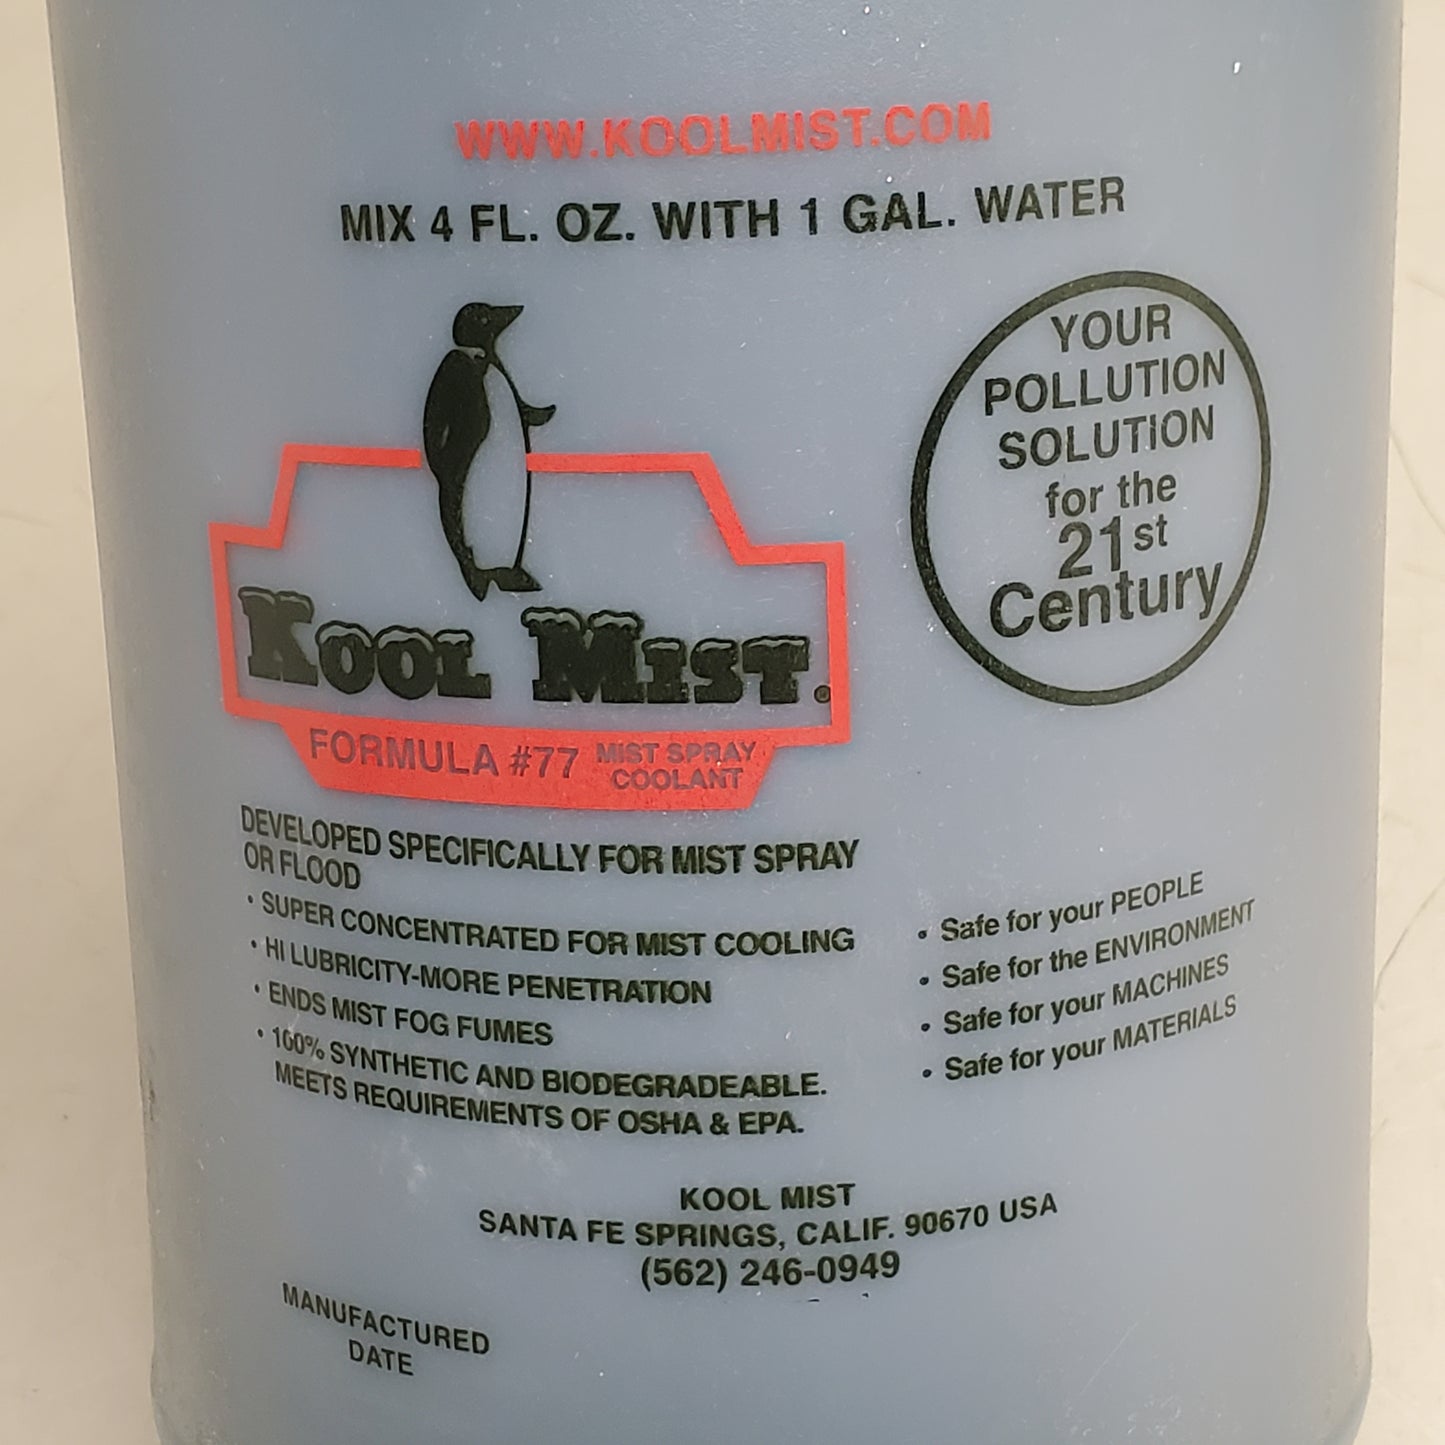 WWW.KOOLMIST.COM
MIX 4 FL. OZ. WITH 1 GAL. WATER
YOUR
POLLUTION
SOLUTION
for the
21st
Century
KOOL MIST®
FORMULA #77 MIST SPRAY
COOLANT
DEVELOPED SPECIFICALLY FOR MIST SPRAY
OR FLOOD
• SUPER CONCENTRATED FOR MIST COOLING
• HI LUBRICITY-MORE PENETRATION
• ENDS MIST FOG FUMES
• 100% SYNTHETIC AND BIODEGRADEABLE.
MEETS REQUIREMENTS OF OSHA & EPA.
• Safe for your PEOPLE
• Safe for the ENVIRONMENT
• Safe for your MACHINES
• Safe for your MATERIALS
KOOL MIST
SANTA FE SPRINGS, CALIF. 90670 USA
(562) 246-0949
MANUFACTURED
DATE